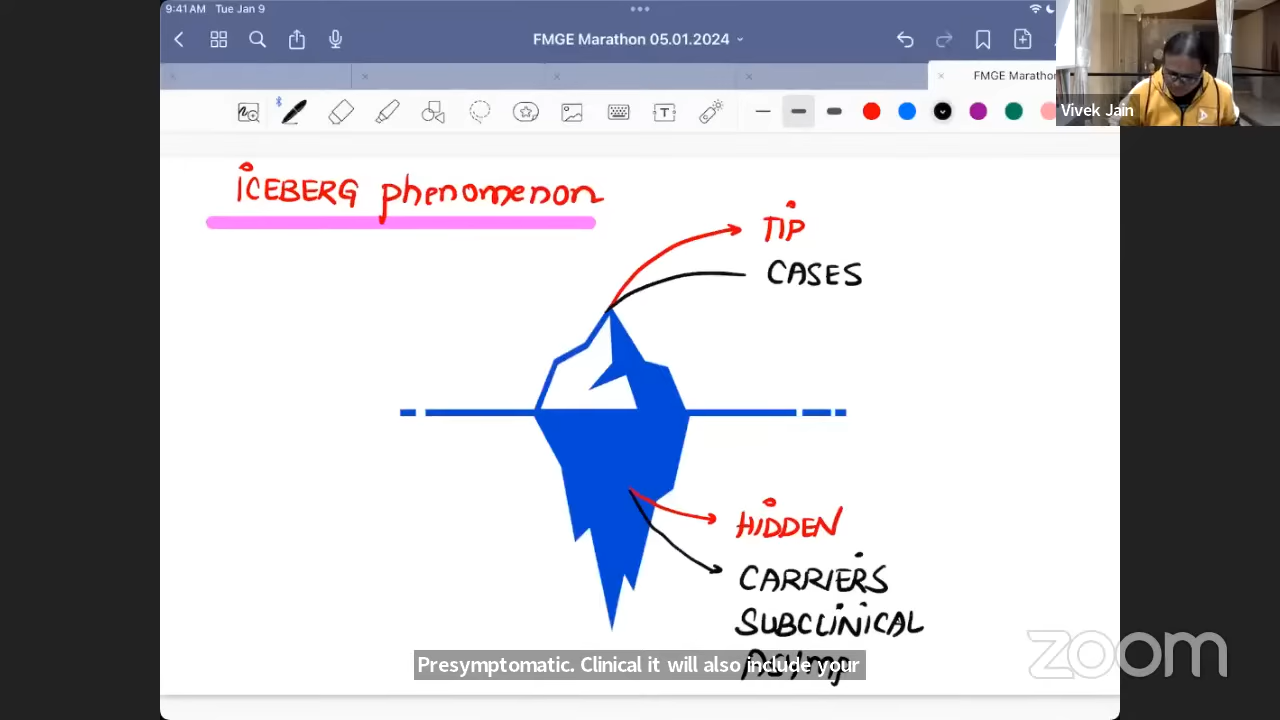 9:41 AM Tue Jan 9
FMGE Marathon 05.01.2024
FMGE Marathon
Vivek Jain
ICEBERG phenomenon
TIP
CASES
HIDDEN
CARRIERS
SUBCLINICAL
Asymp
Presymptomatic. Clinical it will also include your
zoom